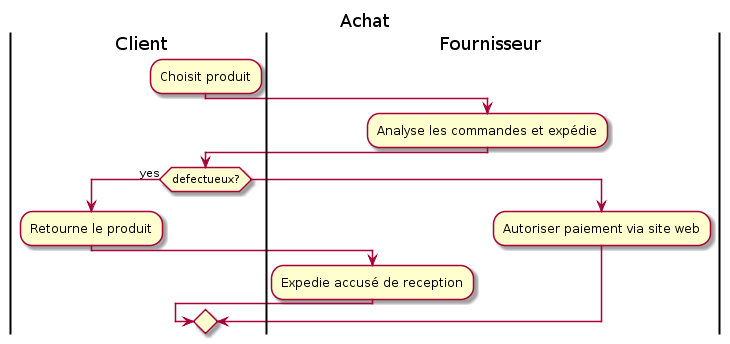 Achat
Client
Fournisseur
Choisit produit
Analyse les commandes et expédie
yes
defectueux?
Retourne le produit
Autoriser paiement via site web
Expedie accusé de reception